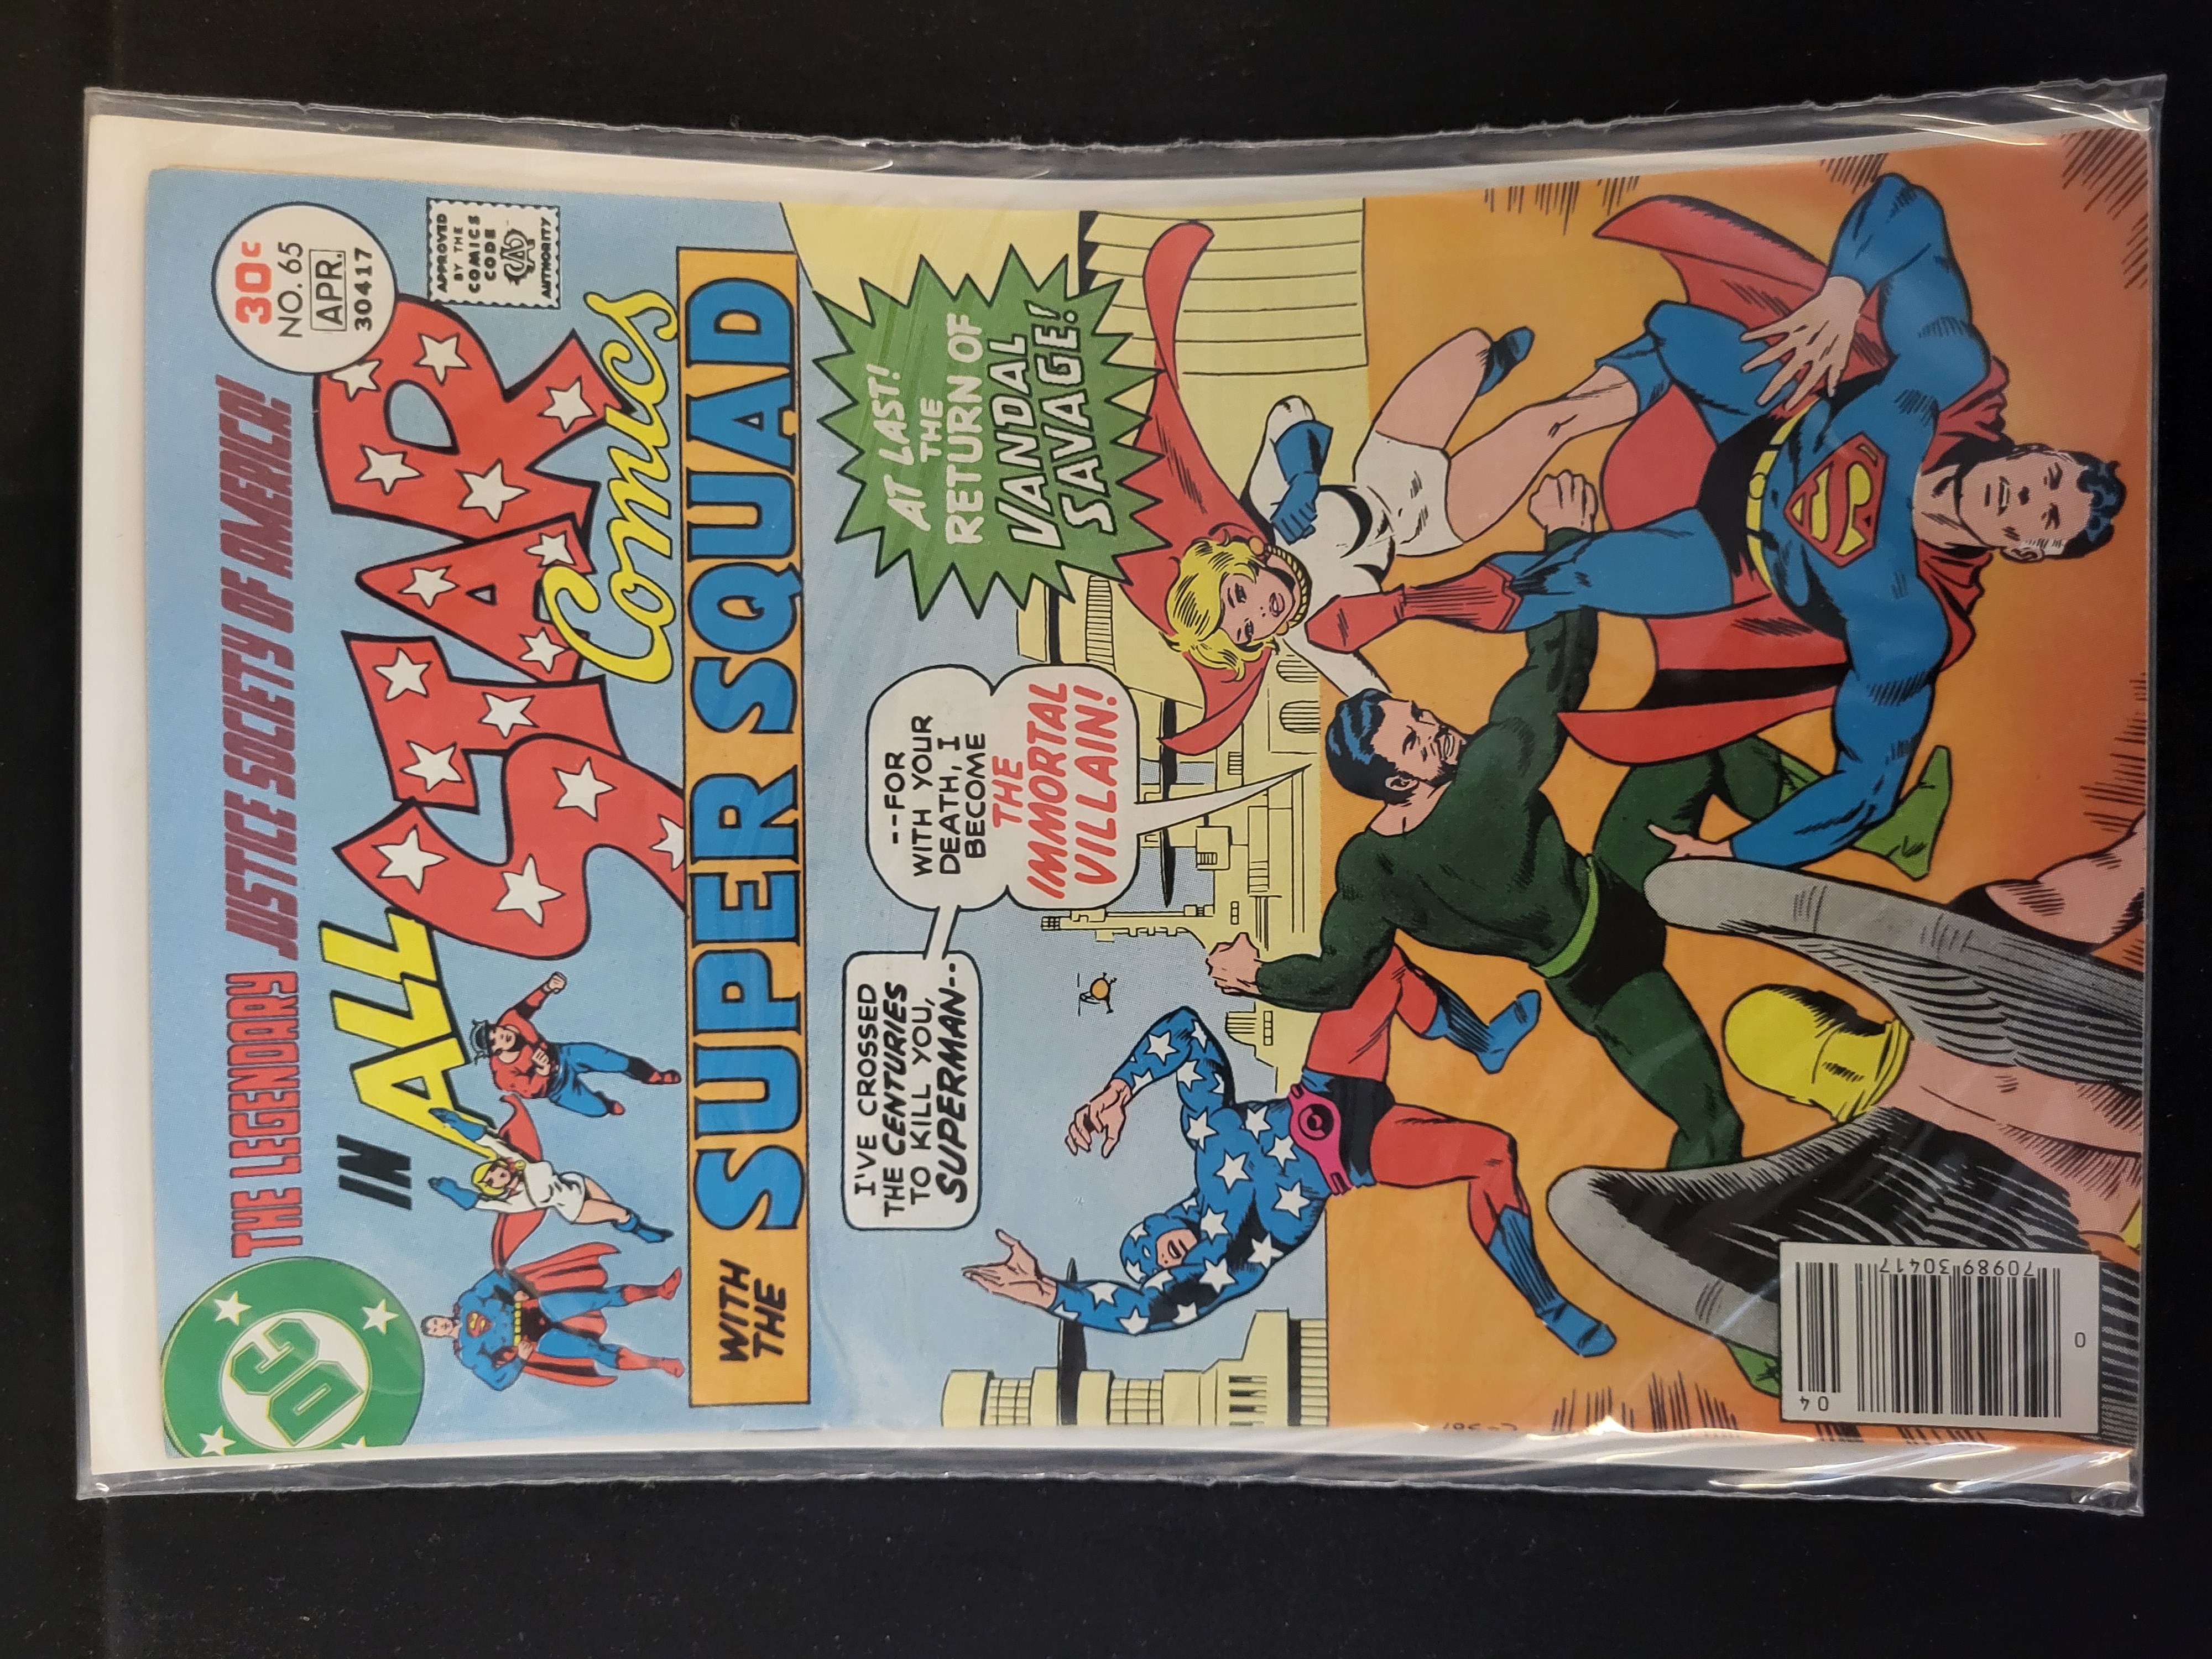 THE LEGENDARY JUSTICE SOCIETY OF AMERICA!
30¢
NO. 65
APR.
30417
DC
IN ALL STAR
Comics
APPROVED
BY THE
COMICS
CODE
CA
AUTHORITY
WITH
THE
SUPER SQUAD
I'VE CROSSED
THE CENTURIES
TO KILL YOU,
SUPERMAN--
--FOR
WITH YOUR
DEATH, I
BECOME
THE
IMMORTAL
VILLAIN!
AT LAST!
THE
RETURN OF
VANDAL
SAVAGE!
S
04
0
70989 30417